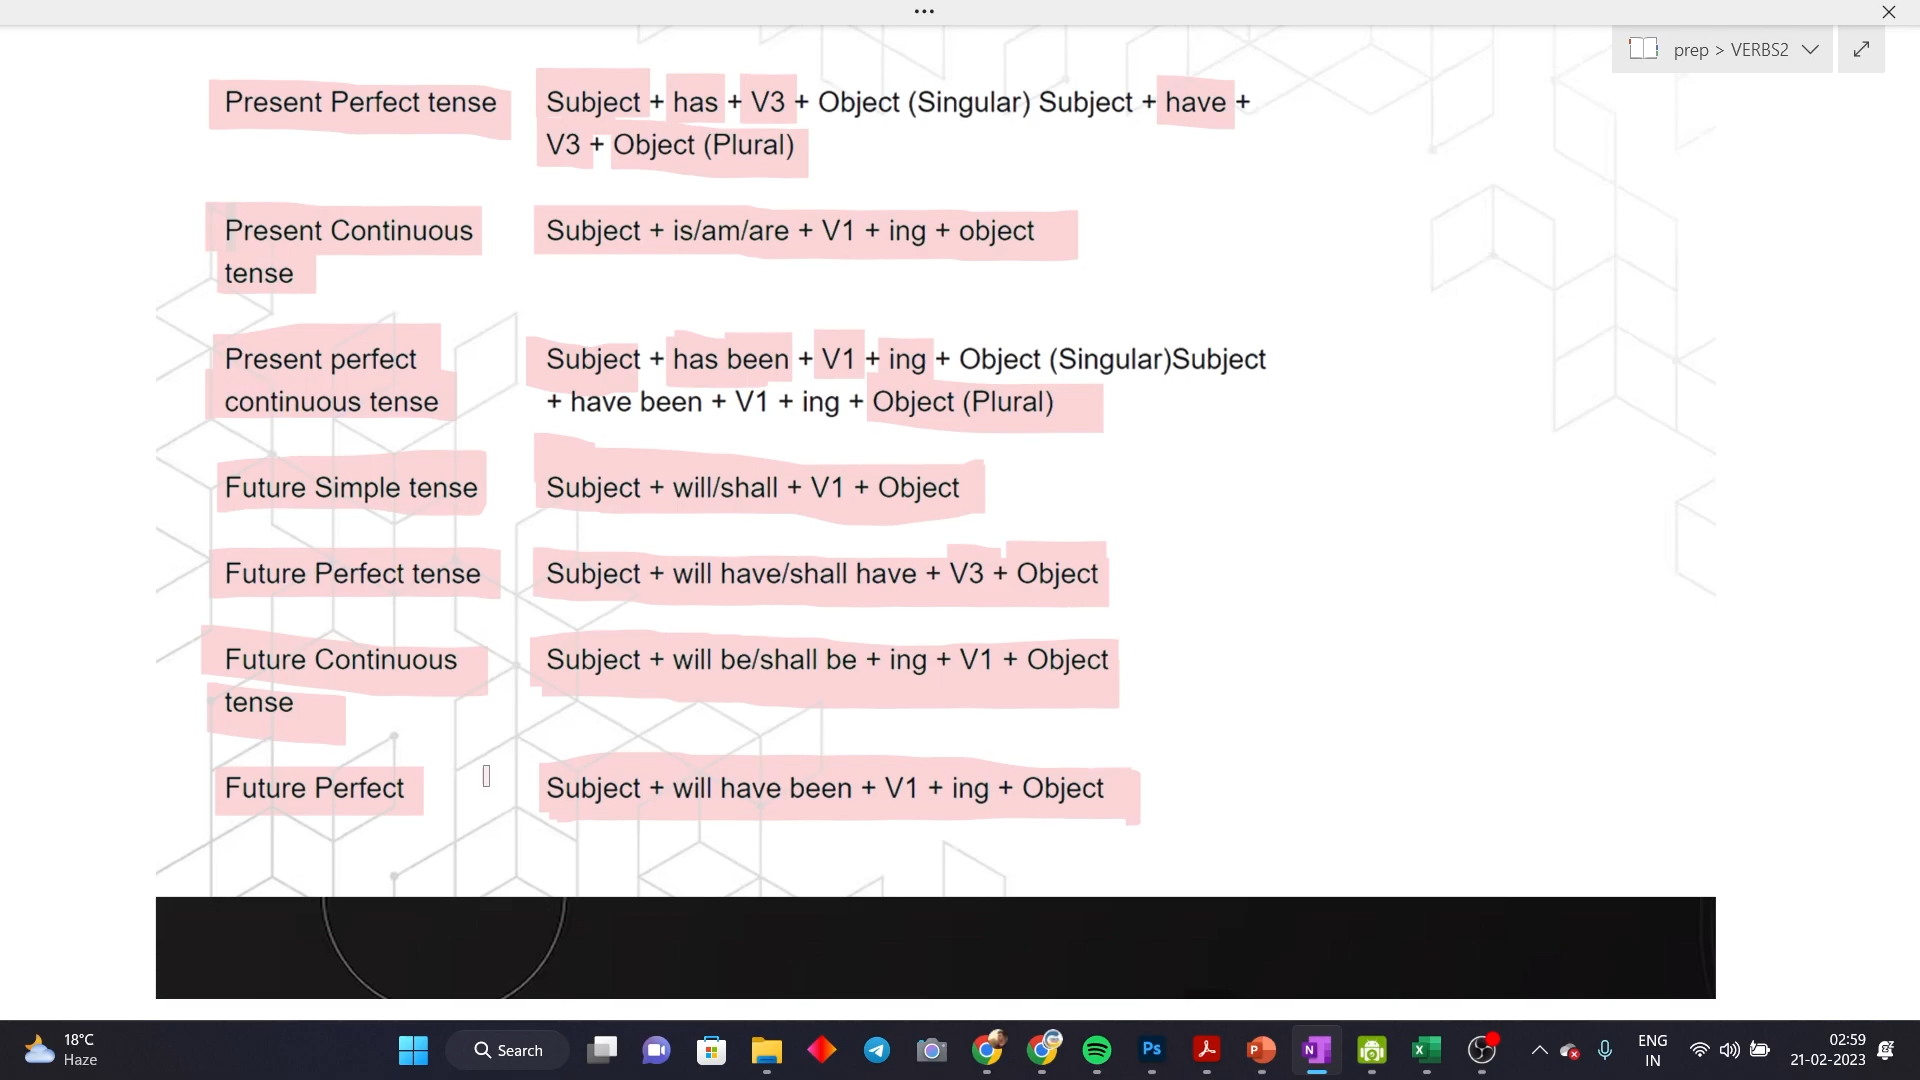 prep > VERBS2
Present Perfect tense
Subject + has + V3 + Object (Singular) Subject + have +
V3 + Object (Plural)
Present Continuous
tense
Subject + is/am/are + V1 + ing + object
Present perfect
continuous tense
Subject + has been + V1 + ing + Object (Singular)Subject
+ have been + V1 + ing + Object (Plural)
Future Simple tense
Subject + will/shall + V1 + Object
Future Perfect tense
Subject + will have/shall have + V3 + Object
Future Continuous
tense
Subject + will be/shall be + ing + V1 + Object
Future Perfect
Subject + will have been + V1 + ing + Object
18°C
Haze
Search
Ps
P
N
X
ENG
IN
02:59
21-02-2023